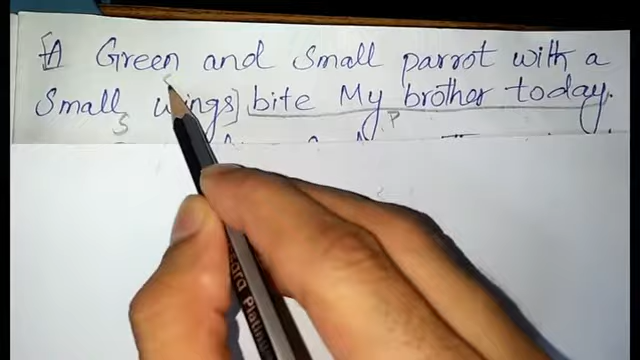 [A Green and Small parrot with a
Small wings] bite My brother today.
S P